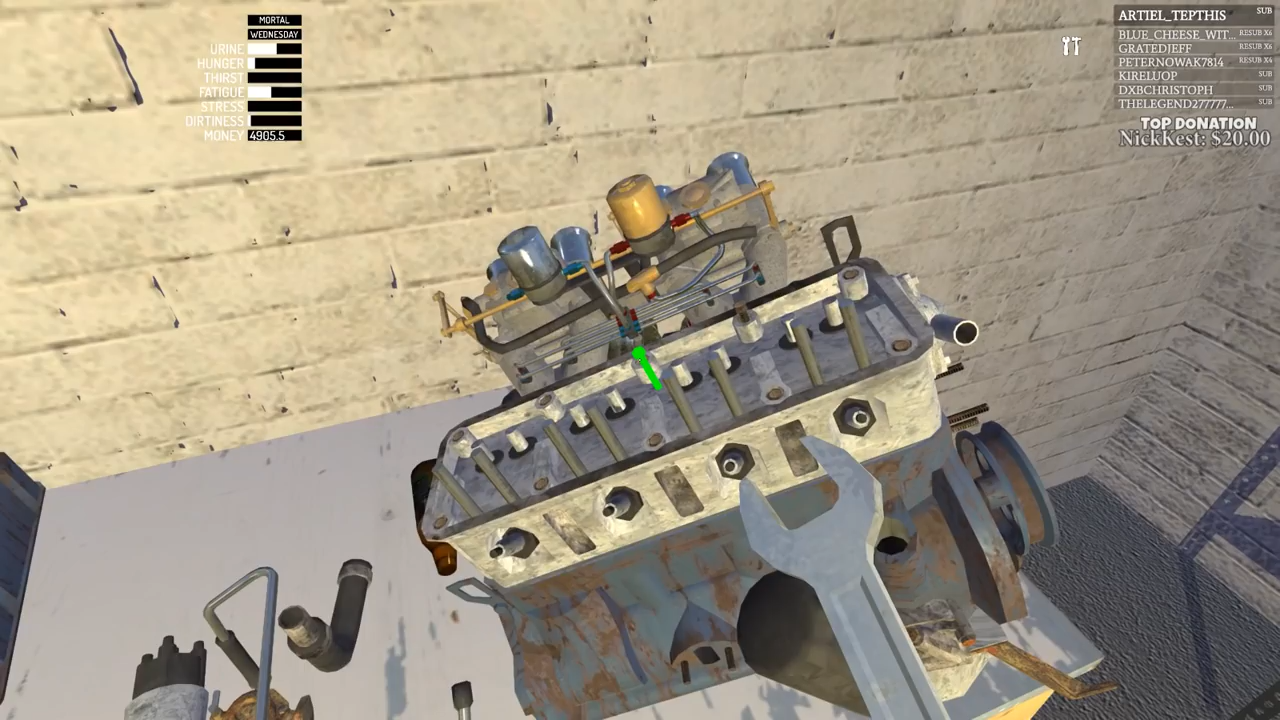 MORTAL
WEDNESDAY
URINE
HUNGER
THIRST
FATIGUE
STRESS
DIRTINESS
MONEY 4905.5
ARTIEL_TEPTHIS SUB
BLUE_CHEESE_WIT... RESUB X6
GRATEDJEFF RESUB X6
PETERNOWAK7814 RESUB X4
KIRELUOP SUB
DXBCHRISTOPH SUB
THELEGEND277777... SUB
TOP DONATION
NickKest: $20.00